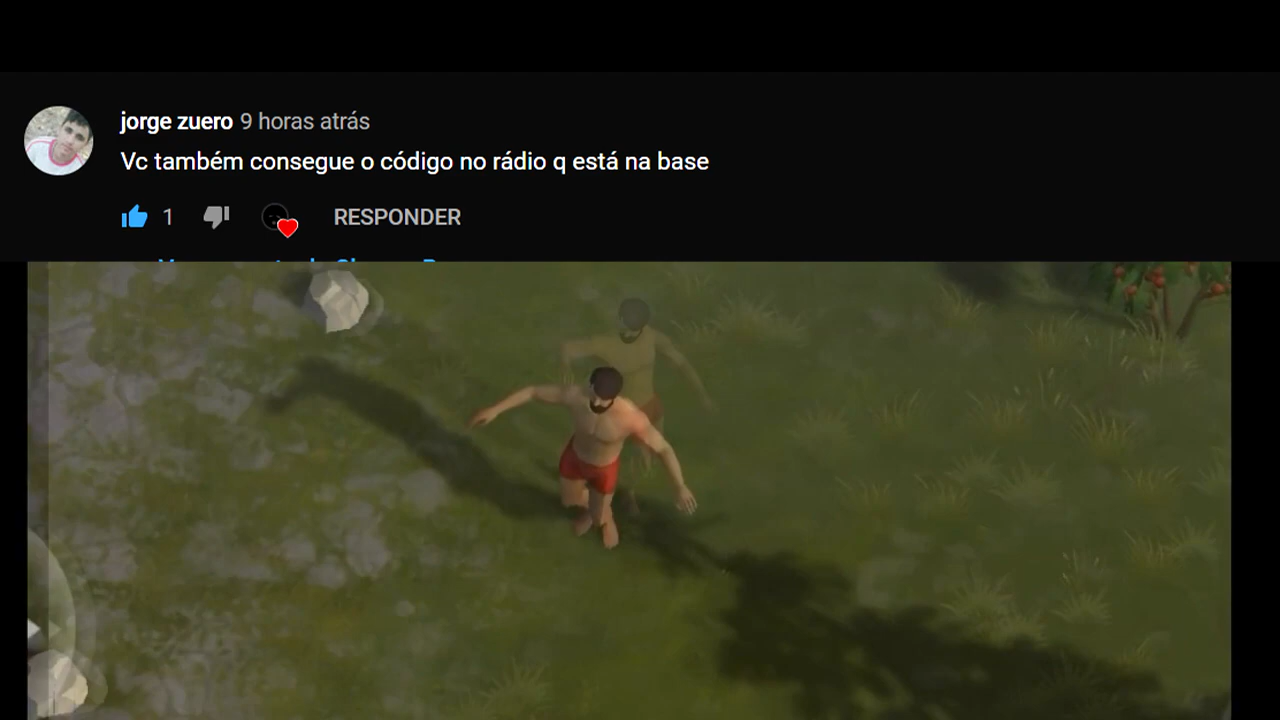 jorge zuero 9 horas atrás
Vc também consegue o código no rádio q está na base
1 RESPONDER